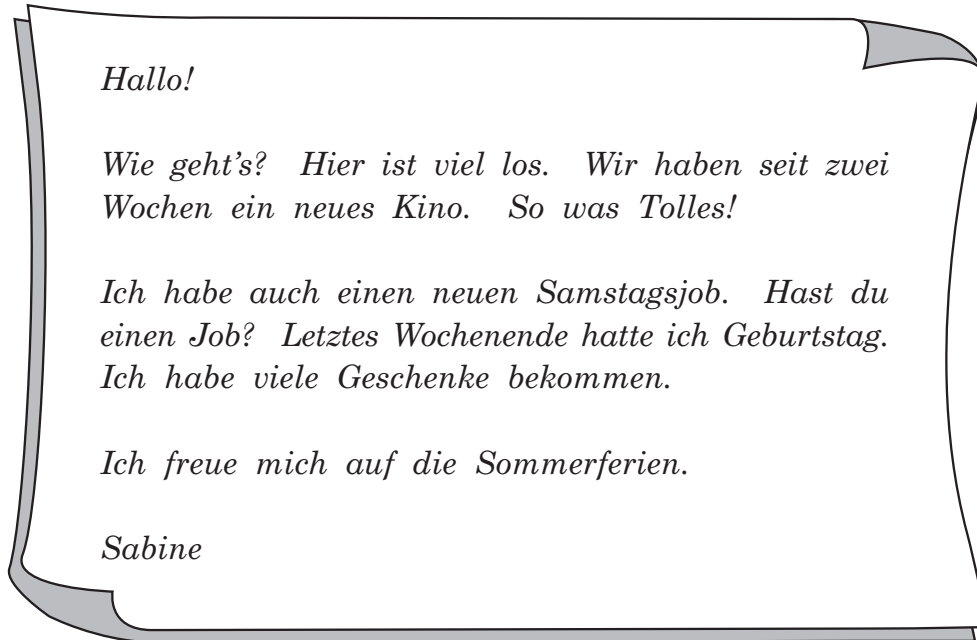 Hallo!
Wie geht's? Hier ist viel los. Wir haben seit zwei
Wochen ein neues Kino. So was Tolles!
Ich habe auch einen neuen Samstagsjob. Hast du
einen Job? Letztes Wochenende hatte ich Geburtstag.
Ich habe viele Geschenke bekommen.
Ich freue mich auf die Sommerferien.
Sabine